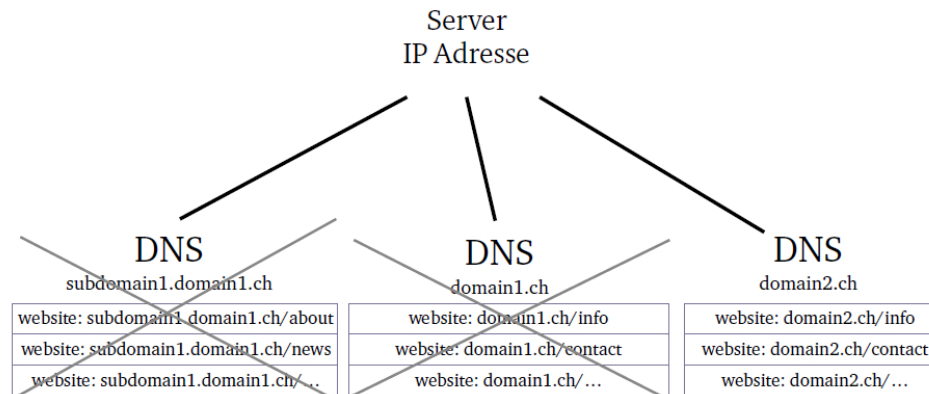 Server
IP Adresse
DNS
subdomain1.domain1.ch
website: subdomain1.domain1.ch/about
website: subdomain1.domain1.ch/news
website: subdomain1.domain1.ch/...
DNS
domain1.ch
website: domain1.ch/info
website: domain1.ch/contact
website: domain1.ch/...
DNS
domain2.ch
website: domain2.ch/info
website: domain2.ch/contact
website: domain2.ch/...